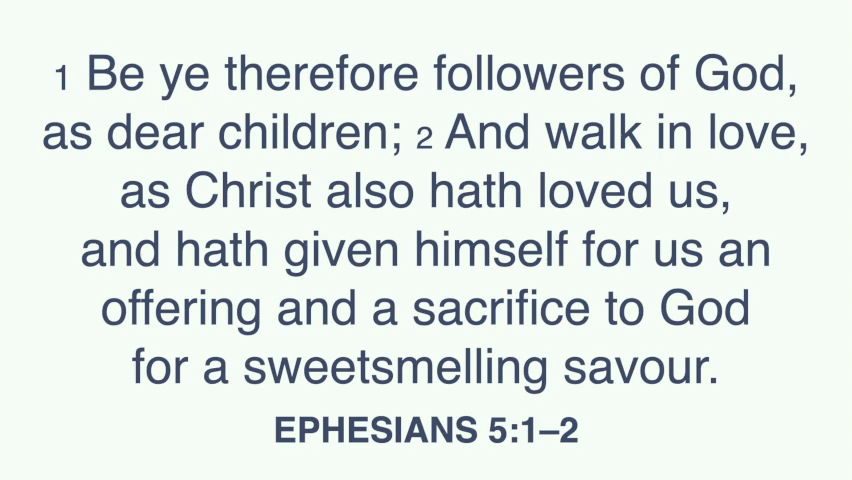 1 Be ye therefore followers of God,
as dear children; 2 And walk in love,
as Christ also hath loved us,
and hath given himself for us an
offering and a sacrifice to God
for a sweetsmelling savour.
EPHESIANS 5:1–2